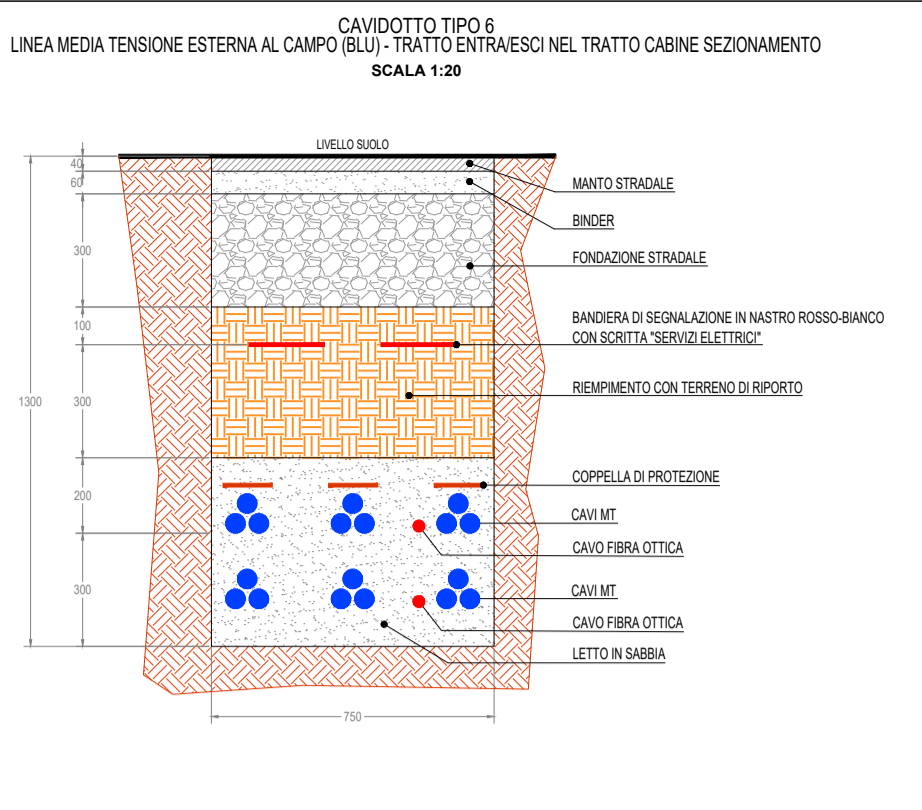 CAVIDOTTO TIPO 6
LINEA MEDIA TENSIONE ESTERNA AL CAMPO (BLU) - TRATTO ENTRA/ESCI NEL TRATTO CABINE SEZIONAMENTO
SCALA 1:20
LIVELLO SUOLO
40
60
300
100
300
200
300
1300
750
MANTO STRADALE
BINDER
FONDAZIONE STRADALE
BANDIERA DI SEGNALAZIONE IN NASTRO ROSSO-BIANCO
CON SCRITTA "SERVIZI ELETTRICI"
RIEMPIMENTO CON TERRENO DI RIPORTO
COPPELLA DI PROTEZIONE
CAVI MT
CAVO FIBRA OTTICA
CAVI MT
CAVO FIBRA OTTICA
LETTO IN SABBIA